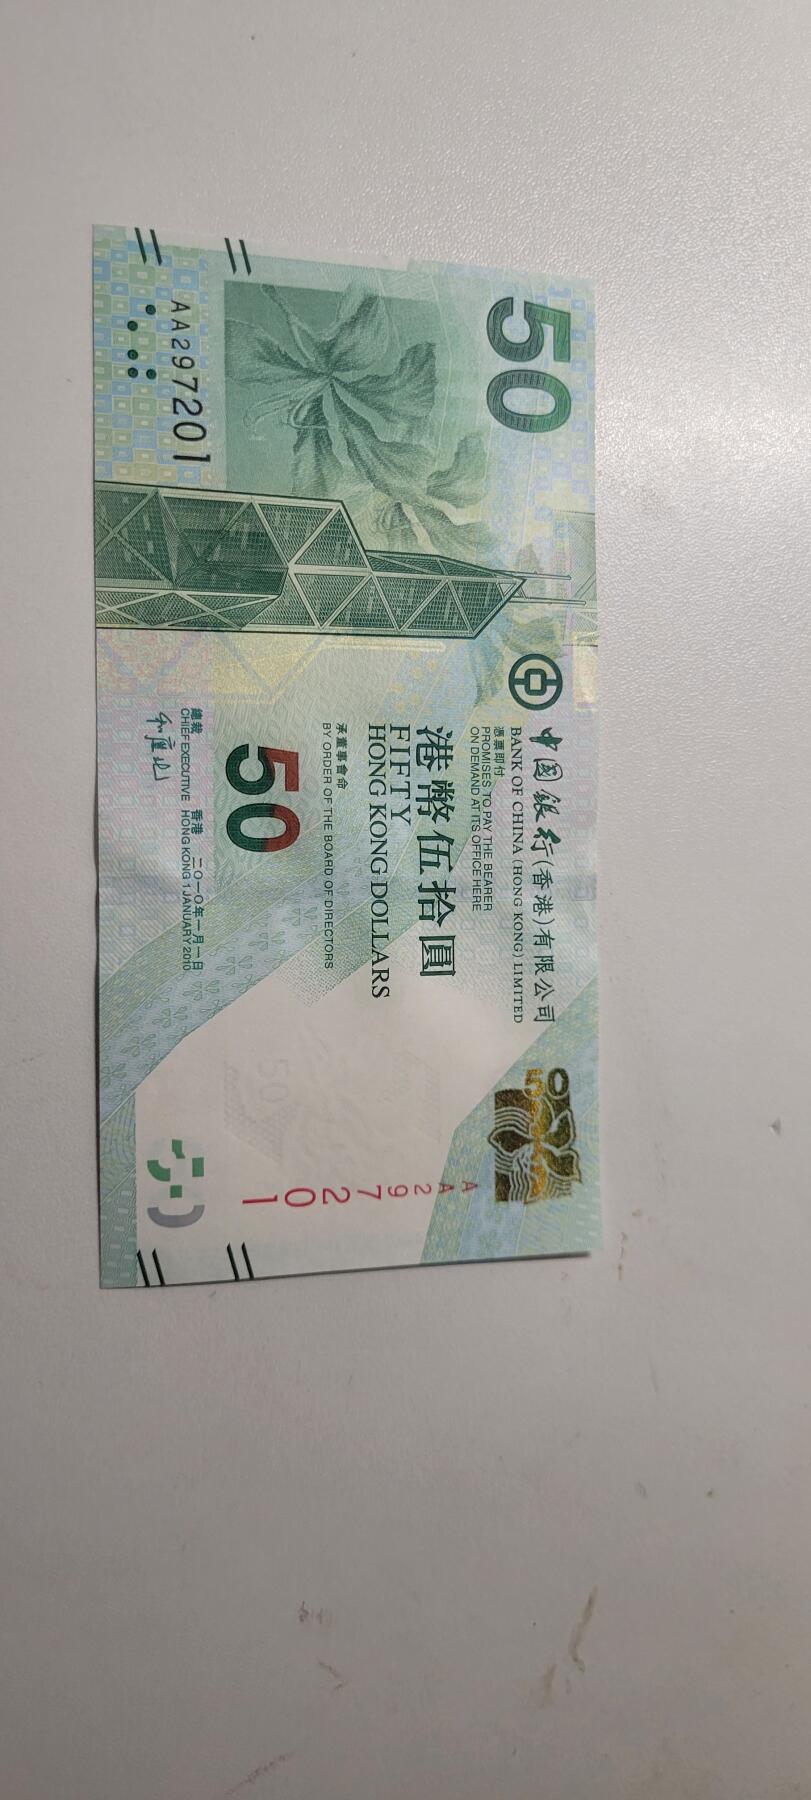 50
中國銀行(香港)有限公司
BANK OF CHINA (HONG KONG) LIMITED
憑票即付
PROMISES TO PAY THE BEARER
ON DEMAND AT ITS OFFICE HERE
港幣伍拾圓
FIFTY
HONG KONG DOLLARS
承董事會命
BY ORDER OF THE BOARD OF DIRECTORS
50
總裁 香港 二〇一〇年一月一日
CHIEF EXECUTIVE HONG KONG 1 JANUARY 2010
AA297201
50
AA297201